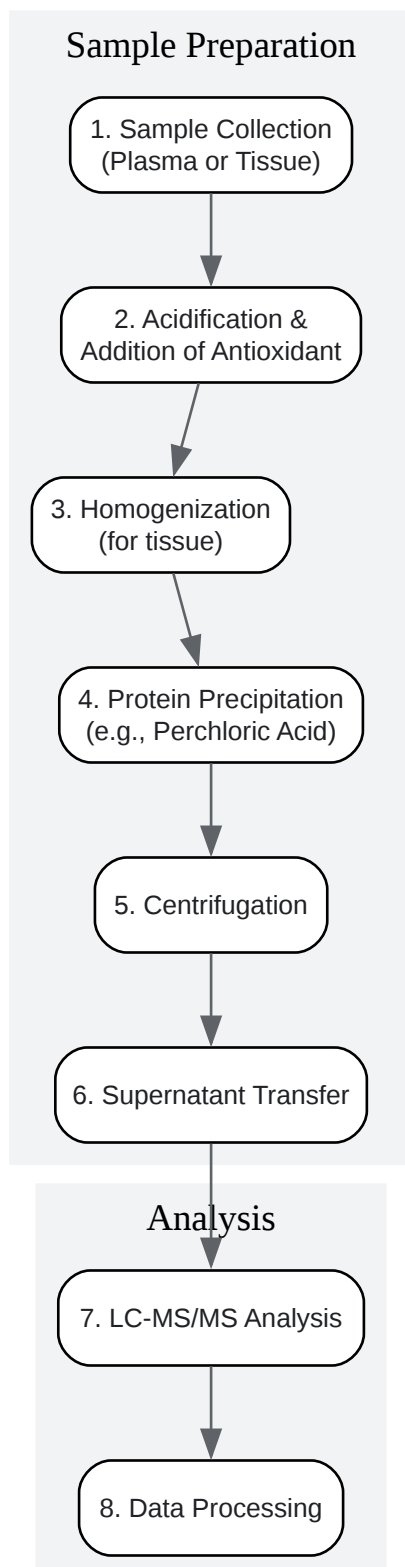 Sample Preparation
1. Sample Collection
(Plasma or Tissue)
2. Acidification &
Addition of Antioxidant
3. Homogenization
(for tissue)
4. Protein Precipitation
(e.g., Perchloric Acid)
5. Centrifugation
6. Supernatant Transfer
Analysis
7. LC-MS/MS Analysis
8. Data Processing